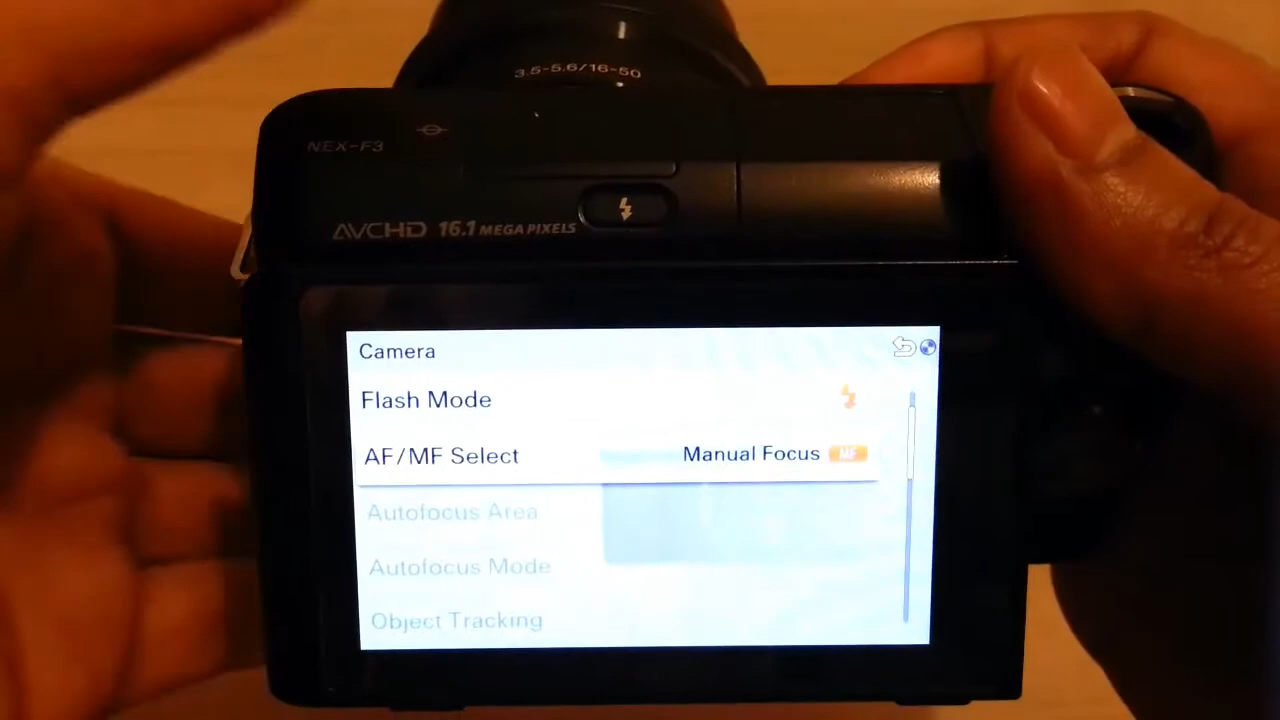 3.5-5.6/16-50
NEX-F3
AVCHD 16.1 MEGA PIXELS
Camera
Flash Mode
AF/MF Select Manual Focus MF
Autofocus Area
Autofocus Mode
Object Tracking